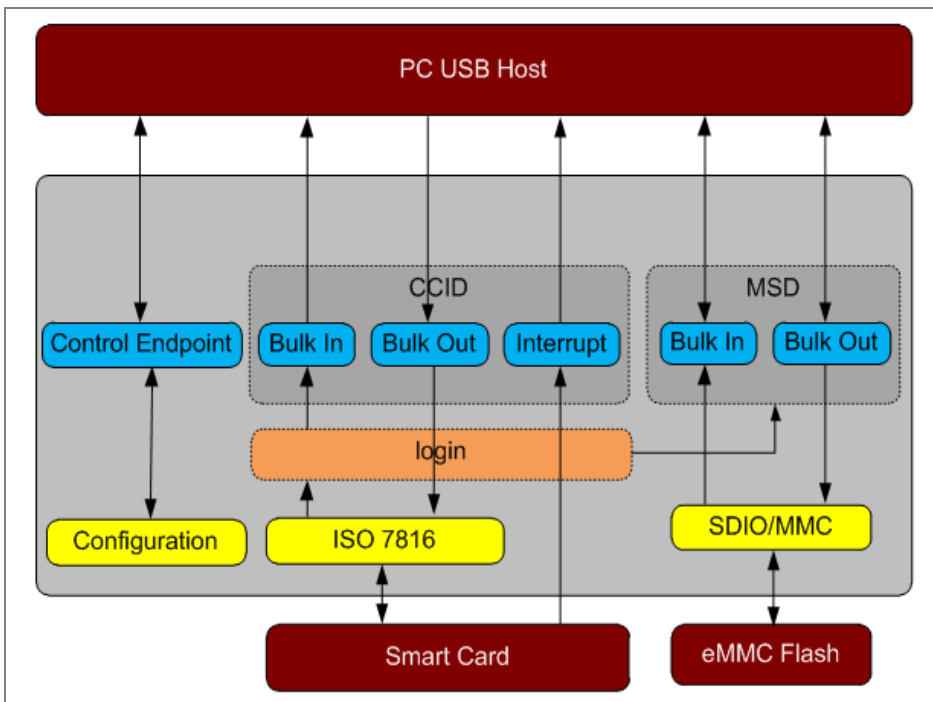 PC USB Host
CCID
MSD
Control Endpoint
Bulk In
Bulk Out
Interrupt
Bulk In
Bulk Out
login
Configuration
ISO 7816
SDIO/MMC
Smart Card
eMMC Flash